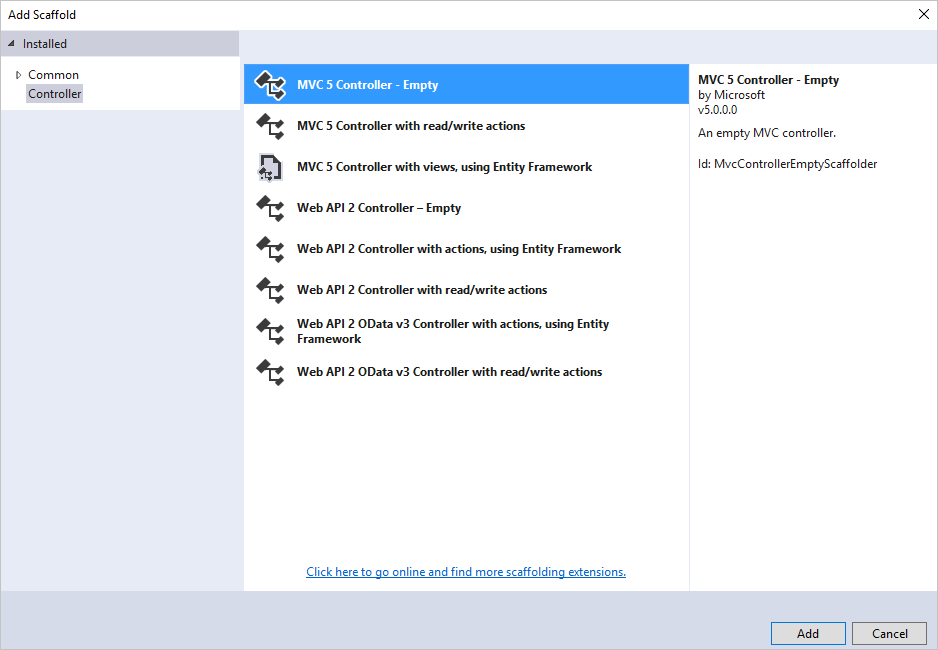 Add Scaffold
Installed
Common
Controller
MVC 5 Controller - Empty
MVC 5 Controller with read/write actions
MVC 5 Controller with views, using Entity Framework
Web API 2 Controller – Empty
Web API 2 Controller with actions, using Entity Framework
Web API 2 Controller with read/write actions
Web API 2 OData v3 Controller with actions, using Entity
Framework
Web API 2 OData v3 Controller with read/write actions
Click here to go online and find more scaffolding extensions.
MVC 5 Controller - Empty
by Microsoft
v5.0.0.0
An empty MVC controller.
Id: MvcControllerEmptyScaffolder
Add
Cancel